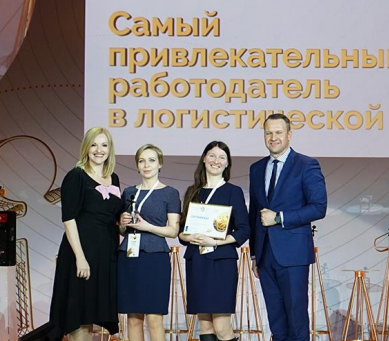 Самый
привлекательный
работодатель
в логистической